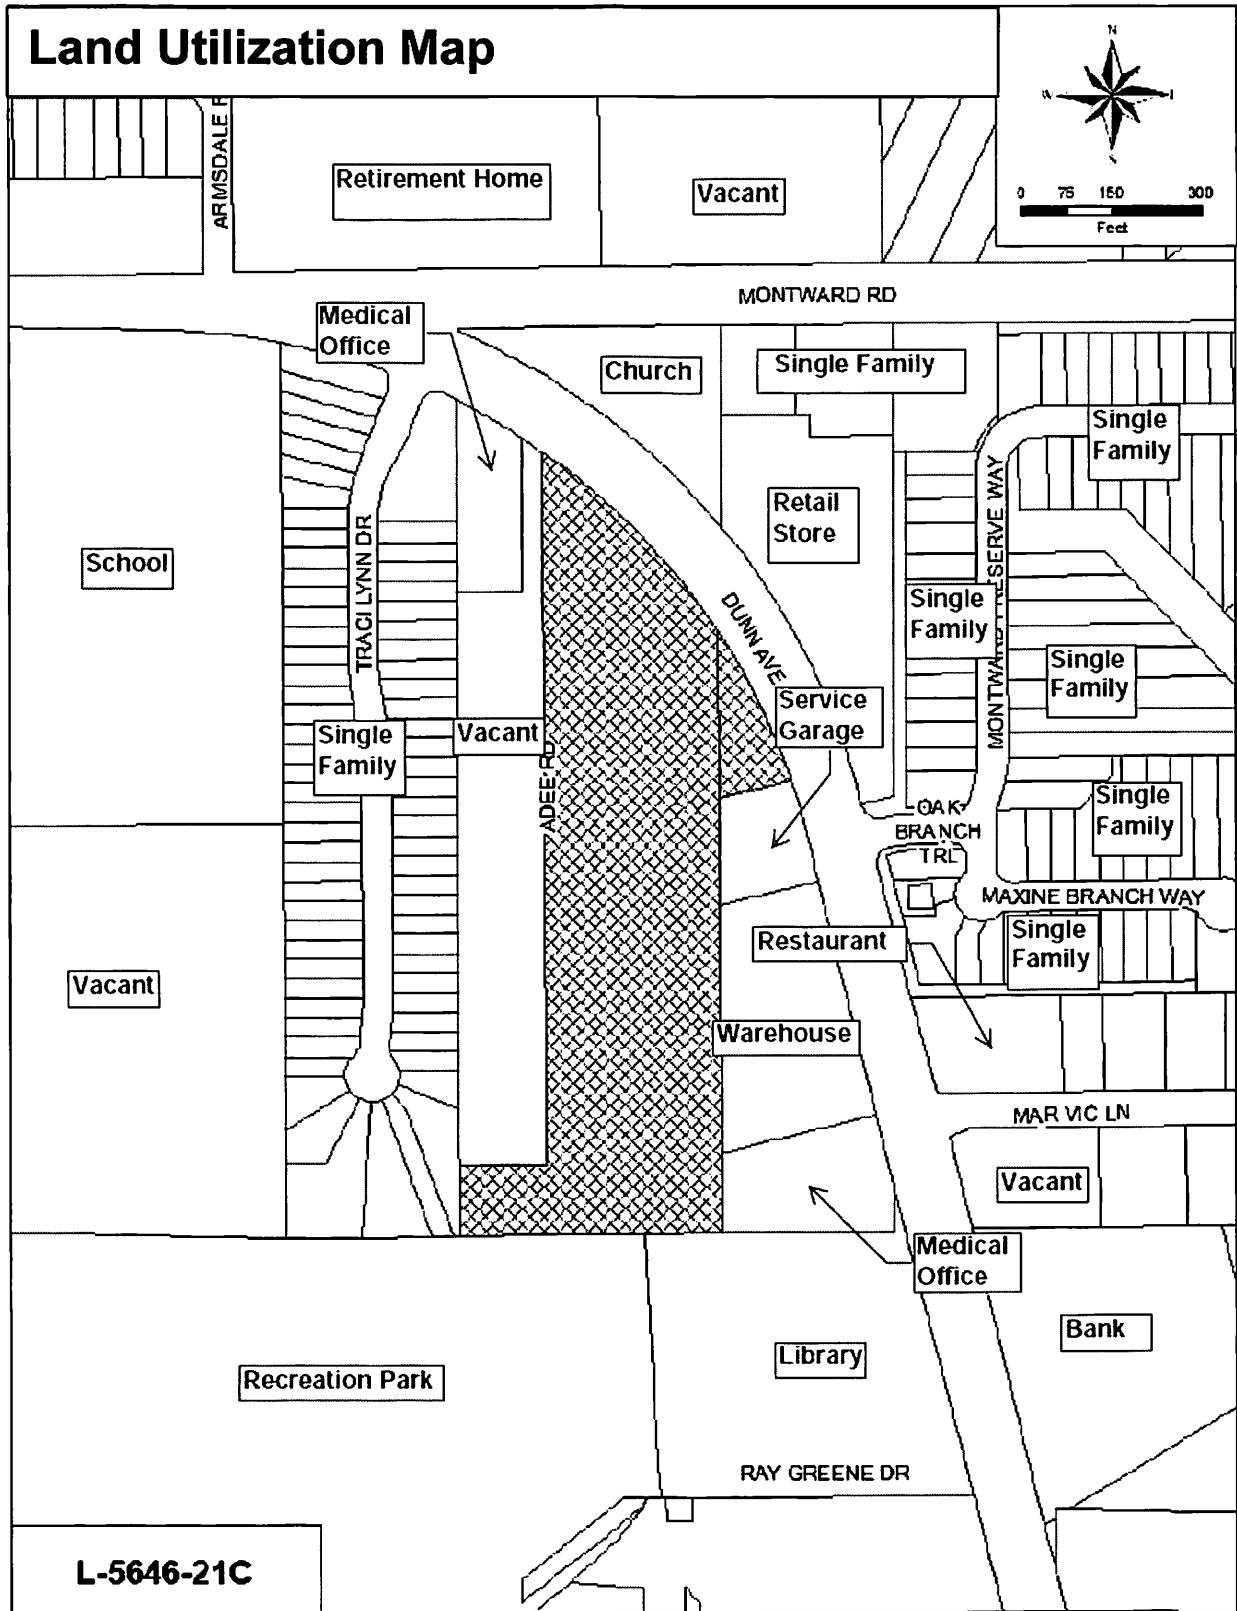 Land Utilization Map
N
W
S
0 75 150 300
Feet
ARMSDALE R
Retirement Home
Vacant
MONTWARD RD
Medical
Office
Church
Single Family
Single
Family
Retail
Store
School
TRACI LYNN DR
MONTWARD RESERVE WAY
Single
Family
DUNN AVE
Single
Family
Service
Garage
Single
Family
Vacant
ADEE RD
Single
Family
OAK
BRANCH
TRL
MAXINE BRANCH WAY
Restaurant
Single
Family
Vacant
Warehouse
MAR VIC LN
Vacant
Medical
Office
Bank
Library
Recreation Park
RAY GREENE DR
L-5646-21C